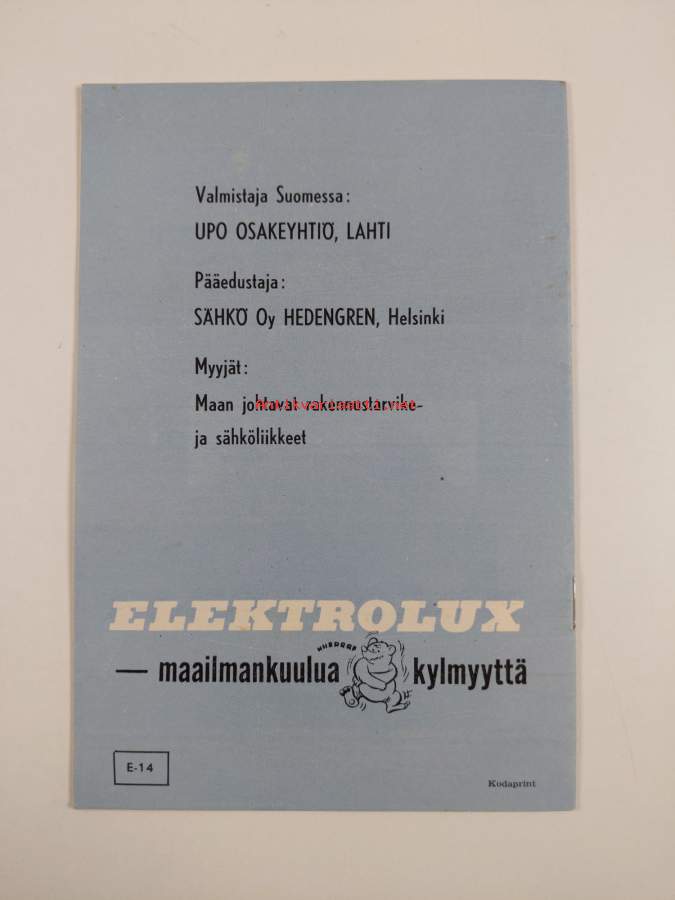 Valmistaja Suomessa:
UPO OSAKEYHTIÖ, LAHTI
Pääedustaja:
SÄHKÖ Oy HEDENGREN, Helsinki
Myyjät:
Maan johtavat rakennustarvike-
ja sähköliikkeet
ELEKTROLUX
— maailmankuulua kylmyyttä
E-14
Kodaprint